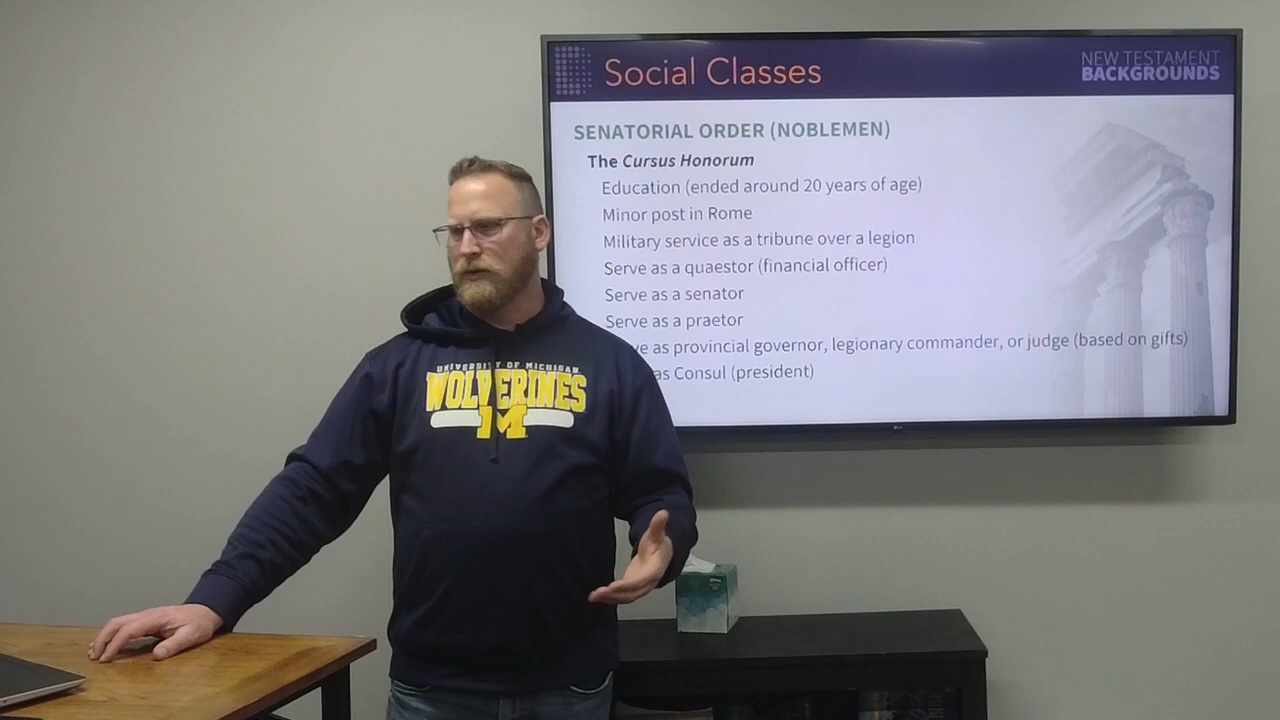 Social Classes
NEW TESTAMENT
BACKGROUNDS
SENATORIAL ORDER (NOBLEMEN)
The Cursus Honorum
Education (ended around 20 years of age)
Minor post in Rome
Military service as a tribune over a legion
Serve as a quaestor (financial officer)
Serve as a senator
Serve as a praetor
as provincial governor, legionary commander, or judge (based on gifts)
as Consul (president)
UNIVERSITY OF MICHIGAN
WOLVERINES
M